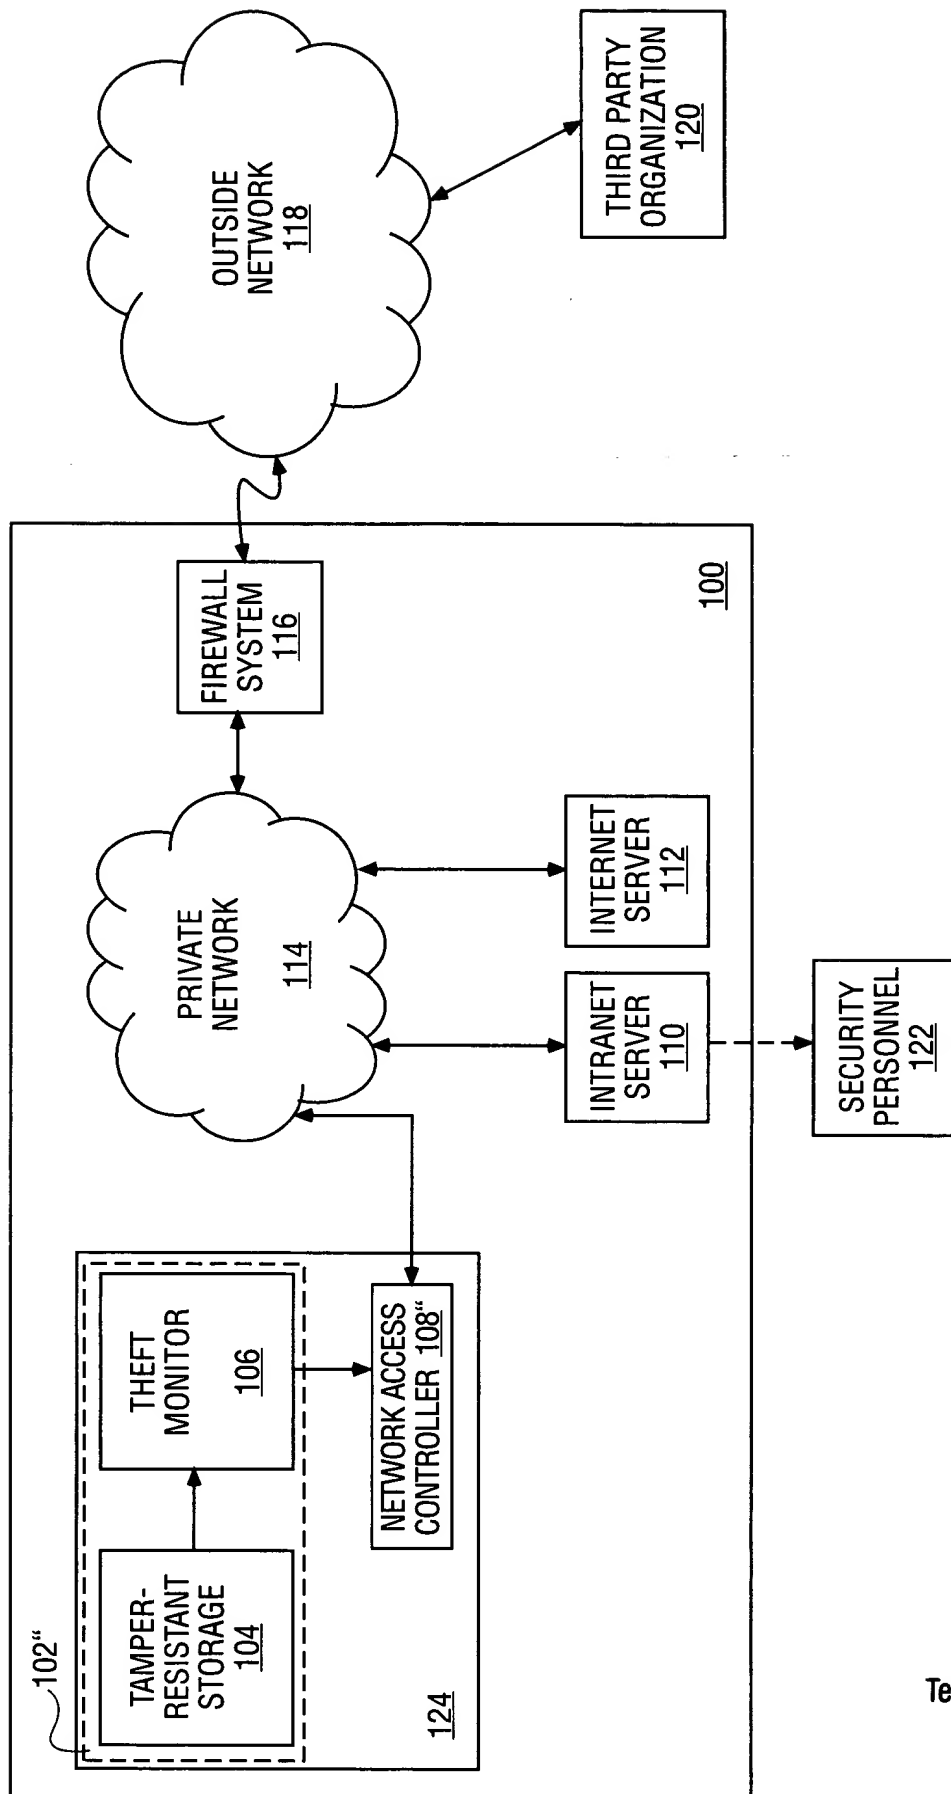 102"
TAMPER-
RESISTANT
STORAGE
104
THEFT
MONITOR
106
NETWORK ACCESS
CONTROLLER 108"
124
PRIVATE
NETWORK
114
FIREWALL
SYSTEM
116
OUTSIDE
NETWORK
118
THIRD PARTY
ORGANIZATION
120
INTRANET
SERVER
110
INTERNET
SERVER
112
100
SECURITY
PERSONNEL
122
Te